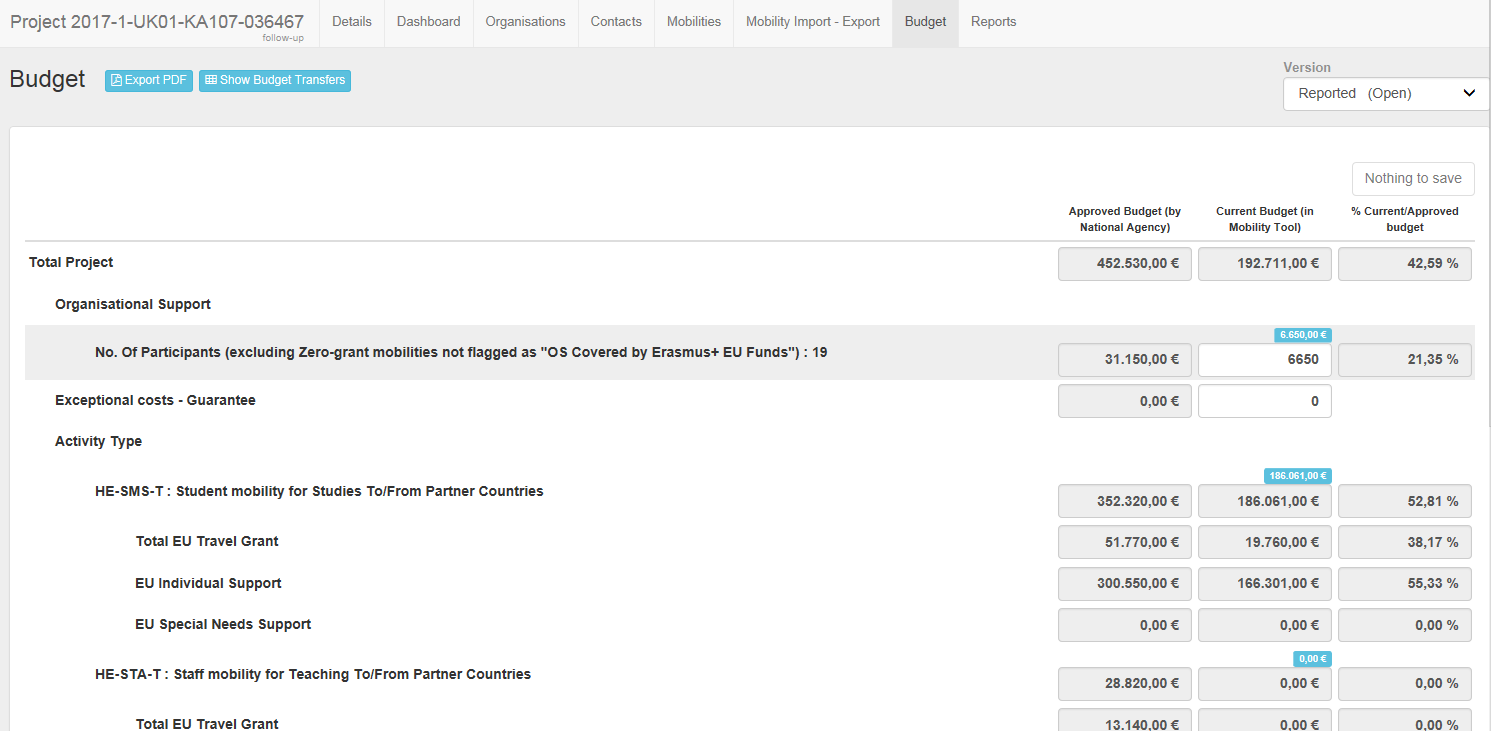 Project 2017-1-UK01-KA107-036467
follow-up
Details
Dashboard
Organisations
Contacts
Mobilities
Mobility Import - Export
Budget
Reports
Budget
Export PDF
Show Budget Transfers
Version
Reported (Open)
Nothing to save
Approved Budget (by
National Agency)
Current Budget (in
Mobility Tool)
% Current/Approved
budget
Total Project
452.530,00 €
192.711,00 €
42,59 %
Organisational Support
No. Of Participants (excluding Zero-grant mobilities not flagged as "OS Covered by Erasmus+ EU Funds") : 19
31.150,00 €
6.650,00 €
6650
21,35 %
Exceptional costs - Guarantee
0,00 €
0
Activity Type
HE-SMS-T : Student mobility for Studies To/From Partner Countries
352.320,00 €
186.061,00 €
186.061,00 €
52,81 %
Total EU Travel Grant
51.770,00 €
19.760,00 €
38,17 %
EU Individual Support
300.550,00 €
166.301,00 €
55,33 %
EU Special Needs Support
0,00 €
0,00 €
0,00 %
HE-STA-T : Staff mobility for Teaching To/From Partner Countries
28.820,00 €
0,00 €
0,00 €
0,00 %
Total EU Travel Grant
13.140,00 €
0,00 €
0,00 %